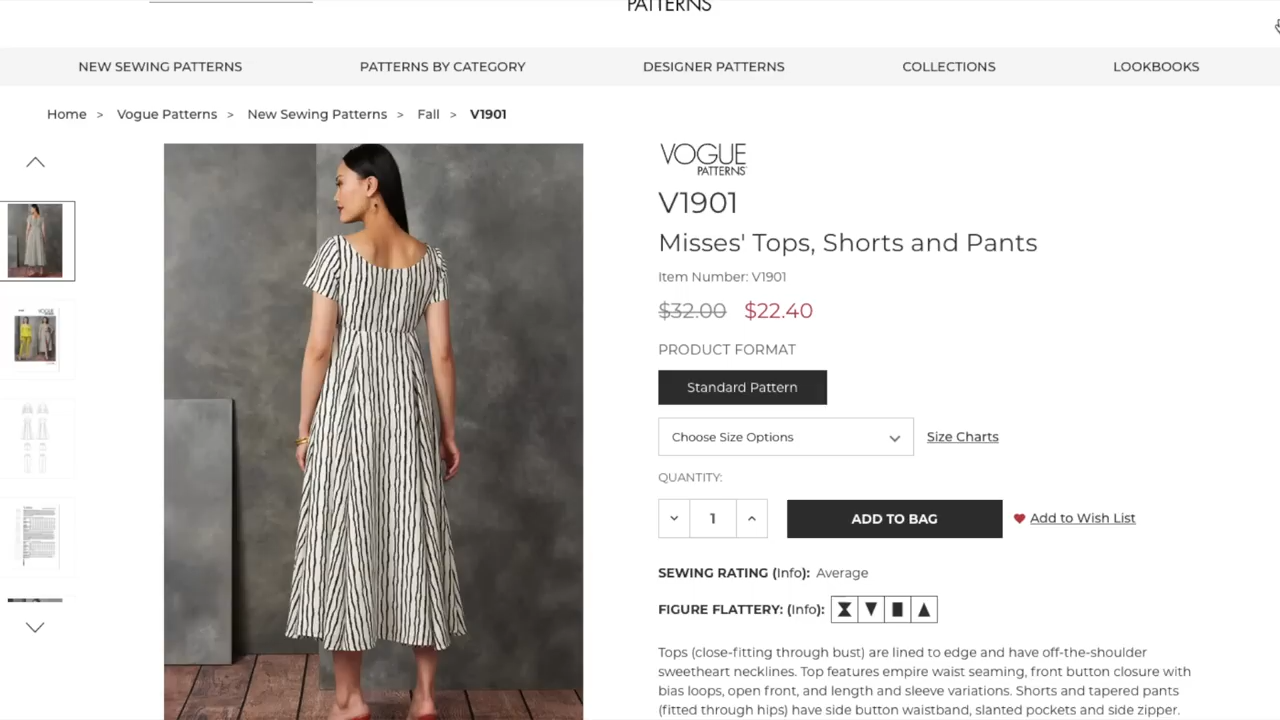 PATTERNS
NEW SEWING PATTERNS PATTERNS BY CATEGORY DESIGNER PATTERNS COLLECTIONS LOOKBOOKS
Home > Vogue Patterns > New Sewing Patterns > Fall > V1901
VOGUE
PATTERNS
V1901
Misses' Tops, Shorts and Pants
Item Number: V1901
$32.00 $22.40
PRODUCT FORMAT
Standard Pattern
Choose Size Options Size Charts
QUANTITY:
1 ADD TO BAG Add to Wish List
SEWING RATING (Info): Average
FIGURE FLATTERY: (Info):
Tops (close-fitting through bust) are lined to edge and have off-the-shoulder
sweetheart necklines. Top features empire waist seaming, front button closure with
bias loops, open front, and length and sleeve variations. Shorts and tapered pants
(fitted through hips) have side button waistband, slanted pockets and side zipper.